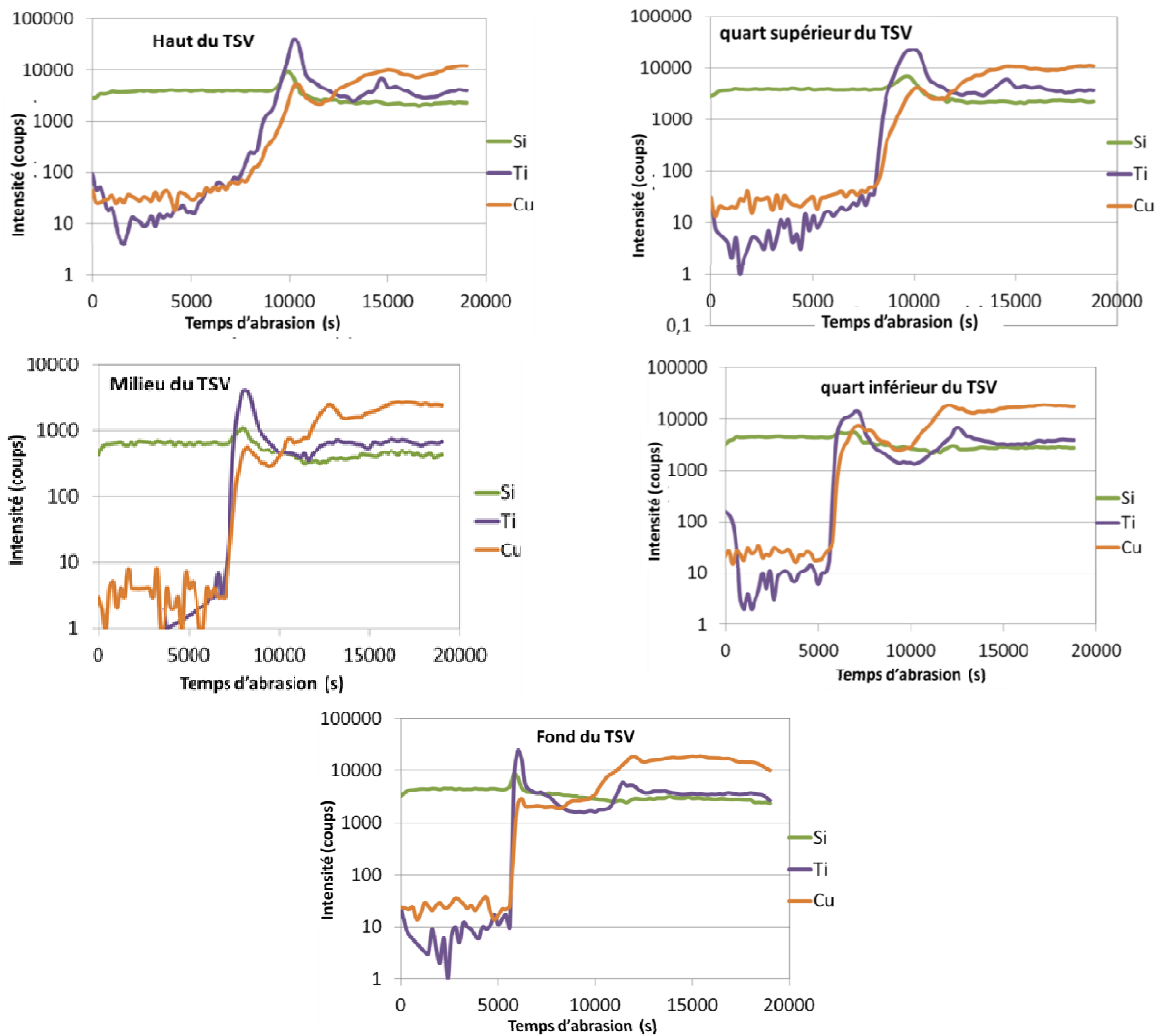 Haut du TSV
100000
10000
1000
100
10
1
Intensité (coups)
0 5000 10000 15000 20000
Temps d'abrasion (s)
Si
Ti
Cu
quart supérieur du TSV
100000
10000
1000
100
10
1
0,1
Intensité (coups)
0 5000 10000 15000 20000
Temps d'abrasion (s)
Si
Ti
Cu
Milieu du TSV
10000
1000
100
10
1
Intensité (coups)
0 5000 10000 15000 20000
Temps d'abrasion (s)
Si
Ti
Cu
quart inférieur du TSV
100000
10000
1000
100
10
1
Intensité (coups)
0 5000 10000 15000 20000
Temps d'abrasion (s)
Si
Ti
Cu
Fond du TSV
100000
10000
1000
100
10
1
Intensité (coups)
0 5000 10000 15000 20000
Temps d'abrasion (s)
Si
Ti
Cu